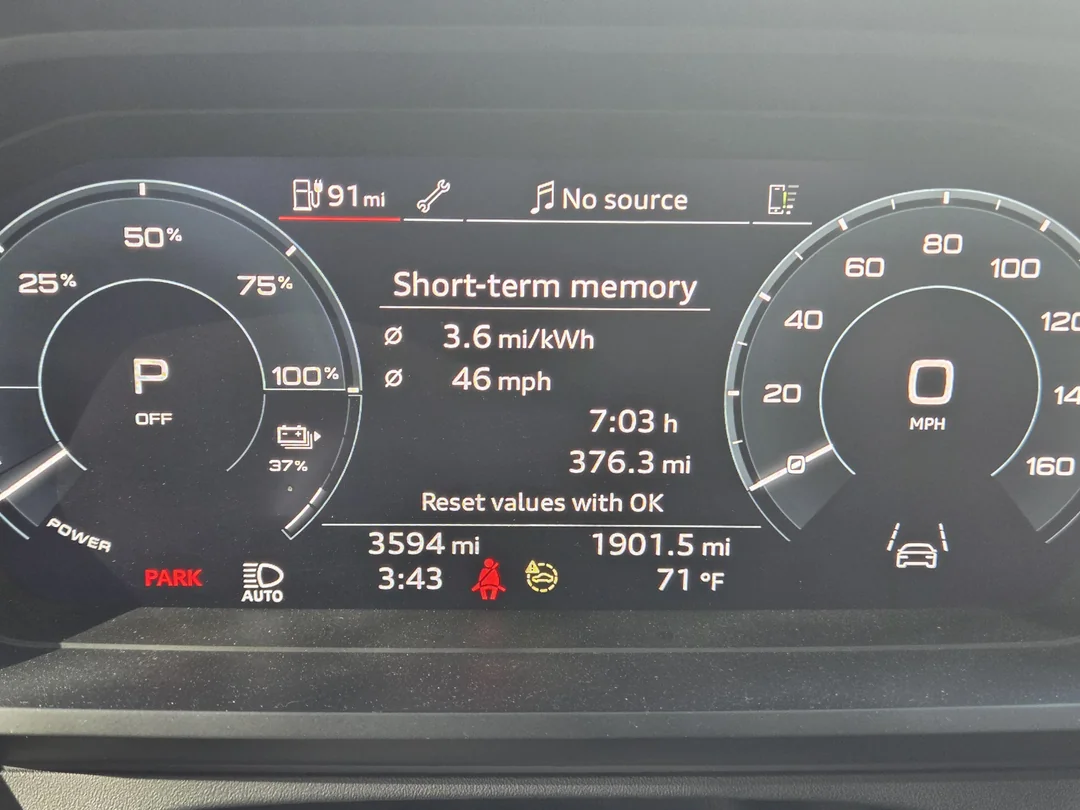 91 mi
No source
50%
25%
75%
100%
P
OFF
37%
POWER
Short-term memory
Ø 3.6 mi/kWh
Ø 46 mph
7:03 h
376.3 mi
Reset values with OK
3594 mi 1901.5 mi
3:43 71 °F
PARK
AUTO
80
60 100
40
20
0
MPH
160